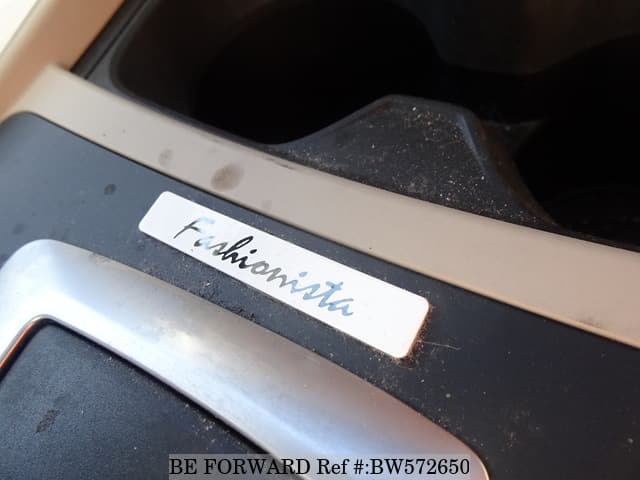 Fashionista
BE FORWARD Ref #:BW572650